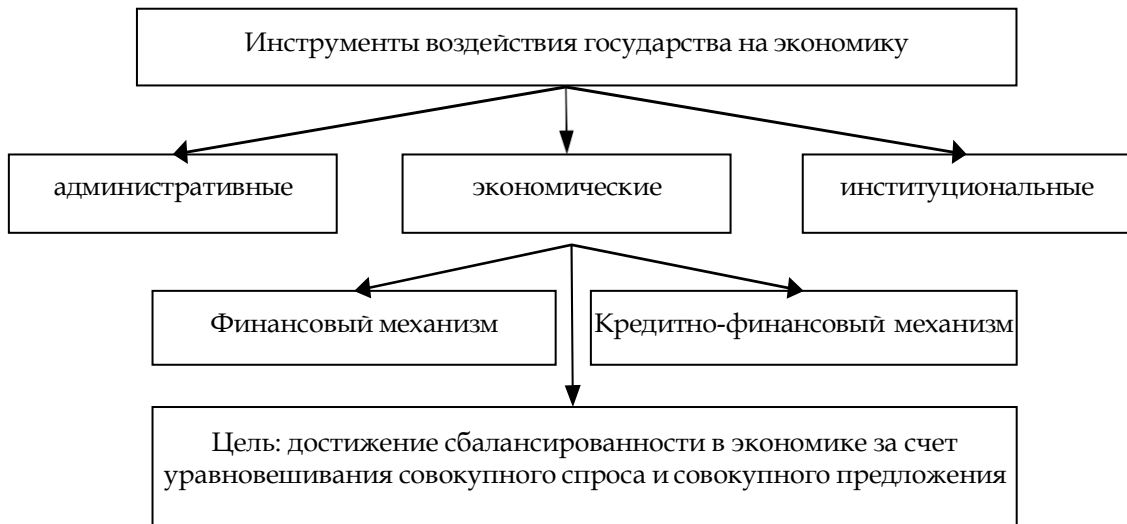 Инструменты воздействия государства на экономику
административные
экономические
институциональные
Финансовый механизм
Кредитно-финансовый механизм
Цель: достижение сбалансированности в экономике за счет
уравновешивания совокупного спроса и совокупного предложения